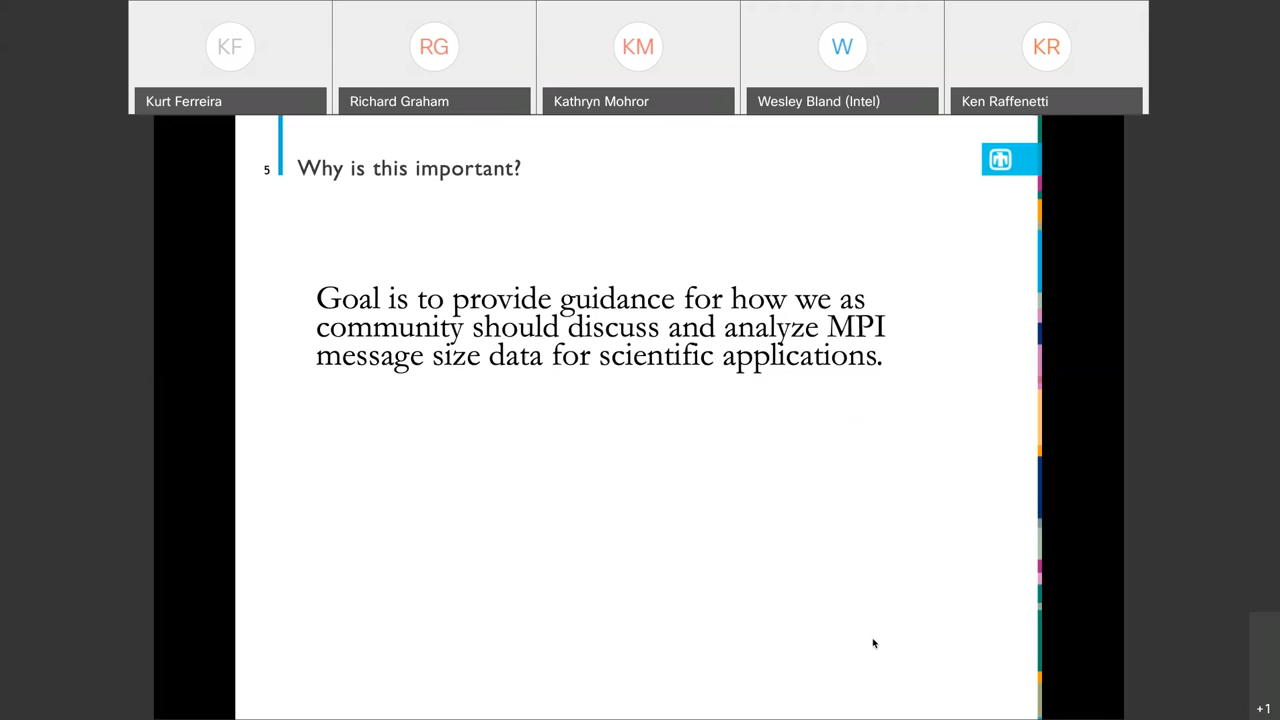 KF
RG
KM
W
KR
Kurt Ferreira
Richard Graham
Kathryn Mohror
Wesley Bland (Intel)
Ken Raffenetti
5
Why is this important?
Goal is to provide guidance for how we as
community should discuss and analyze MPI
message size data for scientific applications.
+1